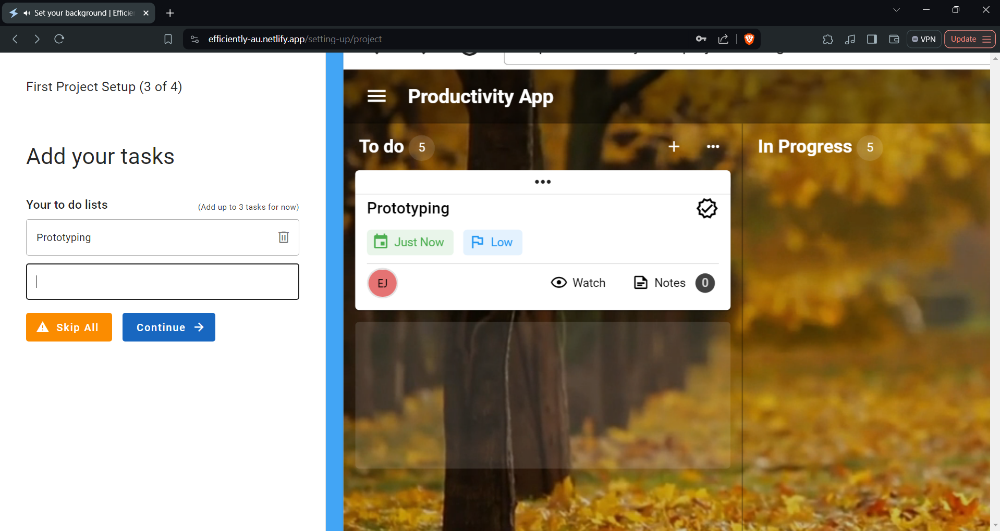 Set your background | Efficie
efficiently-au.netlify.app/setting-up/project
VPN
Update
First Project Setup (3 of 4)
Add your tasks
Your to do lists
(Add up to 3 tasks for now)
Prototyping
Skip All
Continue
Productivity App
To do 5
In Progress 5
Prototyping
Just Now
Low
EJ
Watch
Notes 0